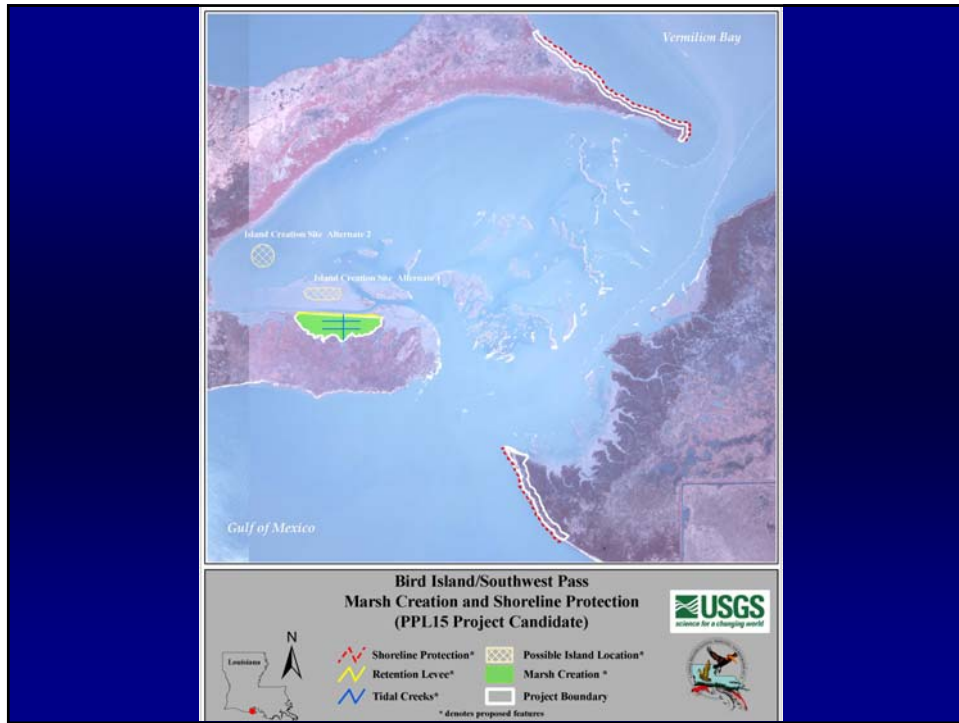 Vermilion Bay
Island Creation Site Alternate 2
Island Creation Site Alternate 1
Gulf of Mexico
Bird Island/Southwest Pass
Marsh Creation and Shoreline Protection
(PPL15 Project Candidate)
USGS
science for a changing world
N
Louisiana
Shoreline Protection*
Possible Island Location*
Retention Levee*
Marsh Creation *
Tidal Creeks*
Project Boundary
* denotes proposed features